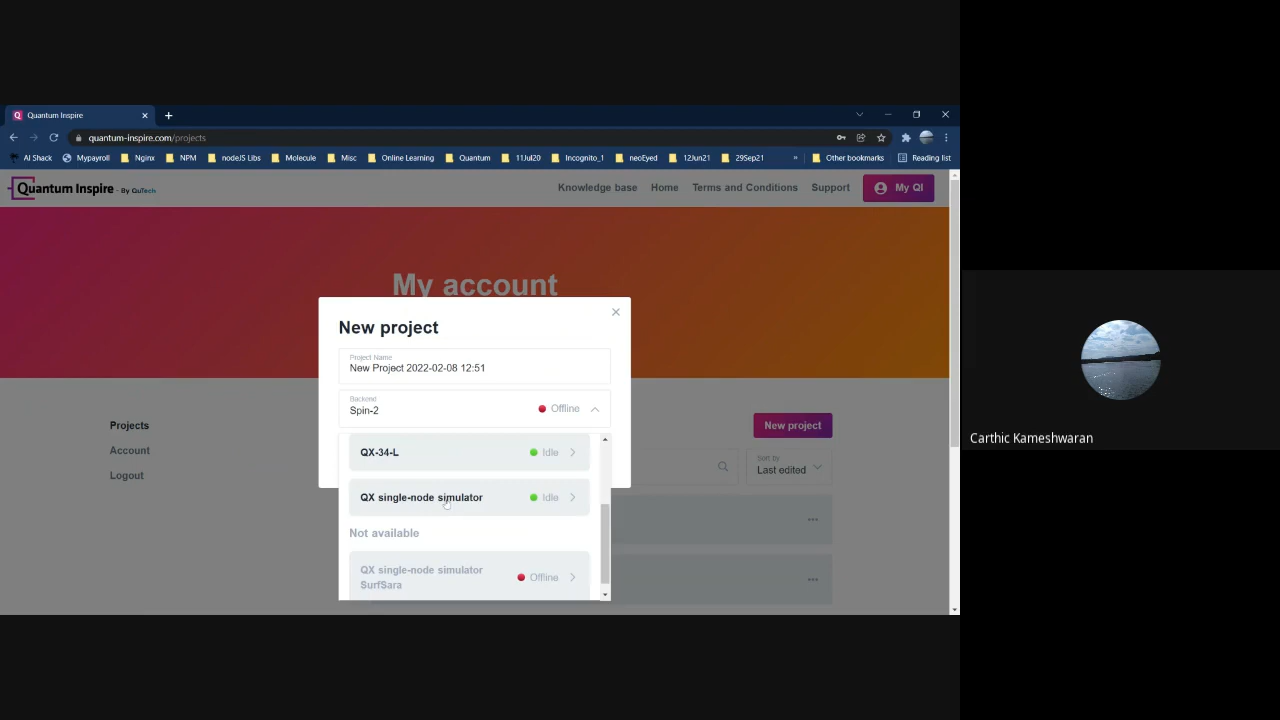 Quantum Inspire
quantum-inspire.com/projects
AI Shack
Mypayroll
Nginx
NPM
nodeJS Libs
Molecule
Misc
Online Learning
Quantum
11Jul20
Incognito_1
neoEyed
12Jun21
29Sep21
»
Other bookmarks
Reading list
Quantum Inspire - By QuTech
Knowledge base
Home
Terms and Conditions
Support
My QI
My account
New project
Project Name
New Project 2022-02-08 12:51
Backend
Spin-2
Offline
QX-34-L
Idle
QX single-node simulator
Idle
Not available
QX single-node simulator
SurfSara
Offline
Projects
Account
Logout
New project
Sort by
Last edited
Carthic Kameshwaran